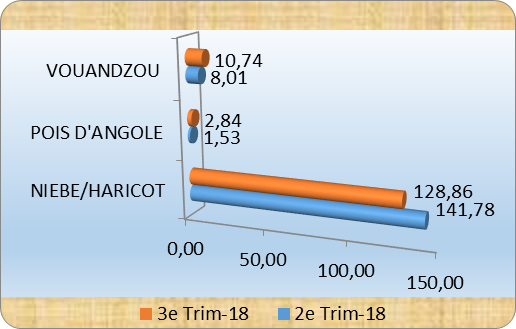 VOUANDZOU
10,74
8,01
POIS D'ANGOLE
2,84
1,53
NIEBE/HARICOT
128,86
141,78
0,00
50,00
100,00
150,00
3e Trim-18 2e Trim-18